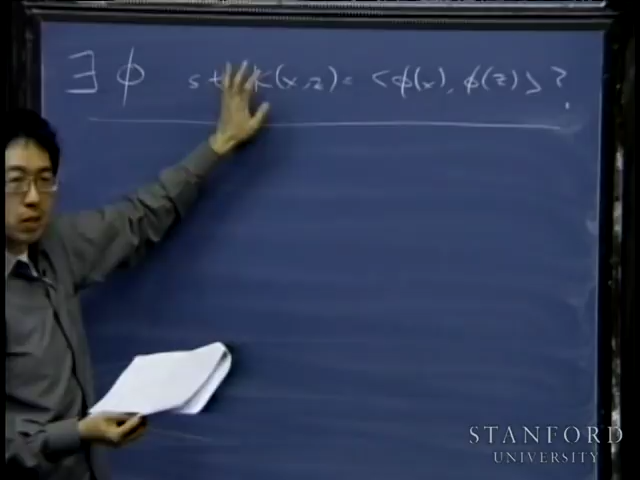 ∃ φ s.t. K(x,z) = <φ(x), φ(z)> ?
STANFORD
UNIVERSITY